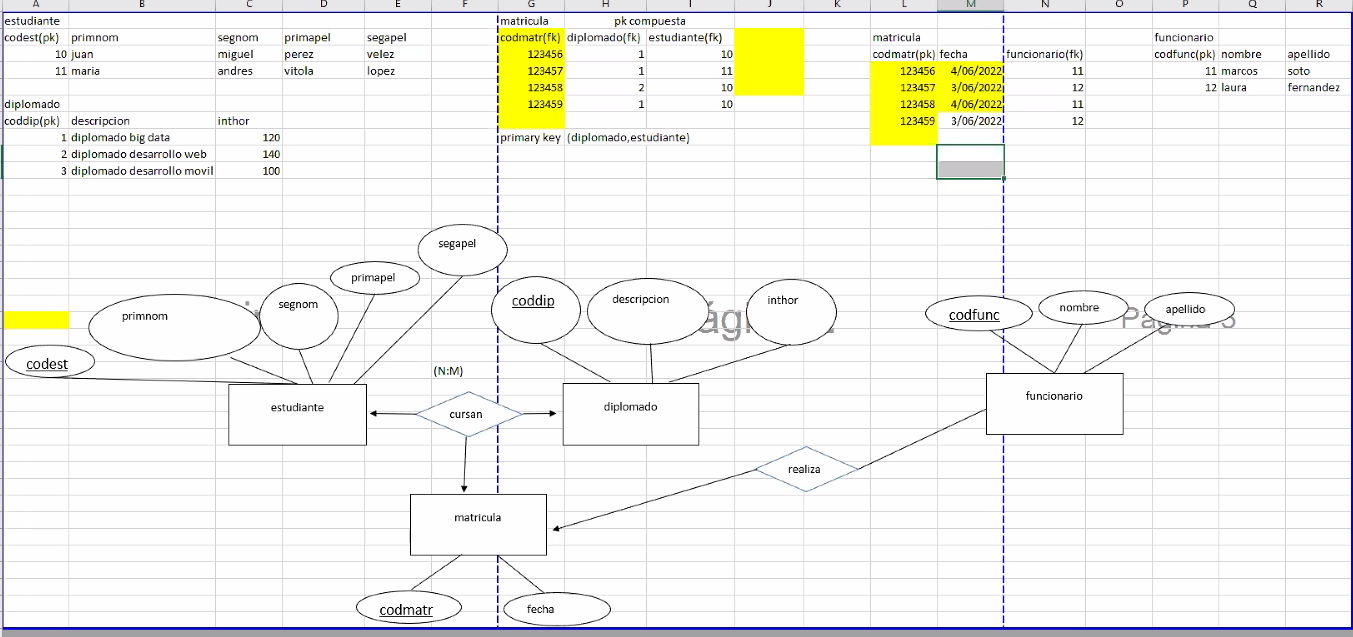 A B C D E F G H I J K L M N O P Q R
estudiante matricula pk compuesta
codest(pk) primnom segnom primapel segapel codmatr(fk) diplomado(fk) estudiante(fk) matricula funcionario
10 juan miguel perez velez 123456 1 10 codmatr(pk) fecha funcionario(fk) codfunc(pk) nombre apellido
11 maria andres vitola lopez 123457 1 11 123456 4/06/2022 11 11 marcos soto
123458 2 10 123457 3/06/2022 12 12 laura fernandez
diplomado 123459 1 10 123458 4/06/2022 11
coddip(pk) descripcion inthor 123459 3/06/2022 12
1 diplomado big data 120 primary key (diplomado,estudiante)
2 diplomado desarrollo web 140
3 diplomado desarrollo movil 100
segapel
primapel
segnom
primnom
codest
coddip
descripcion
inthor
codfunc
nombre
apellido
(N:M)
estudiante
cursan
diplomado
funcionario
realiza
matricula
codmatr
fecha